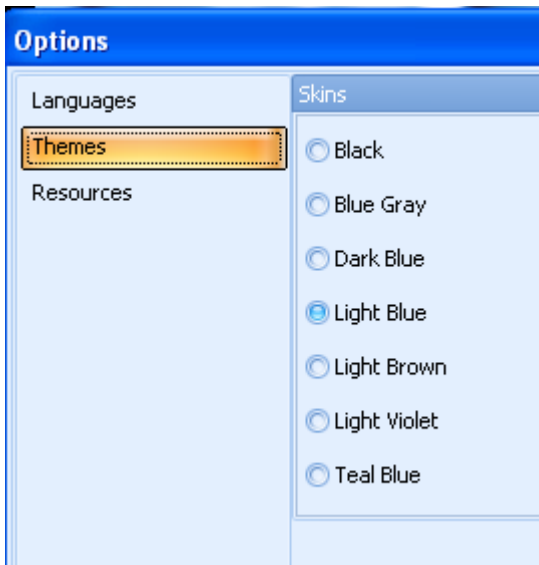 Options
Languages
Themes
Resources
Skins
Black
Blue Gray
Dark Blue
Light Blue
Light Brown
Light Violet
Teal Blue